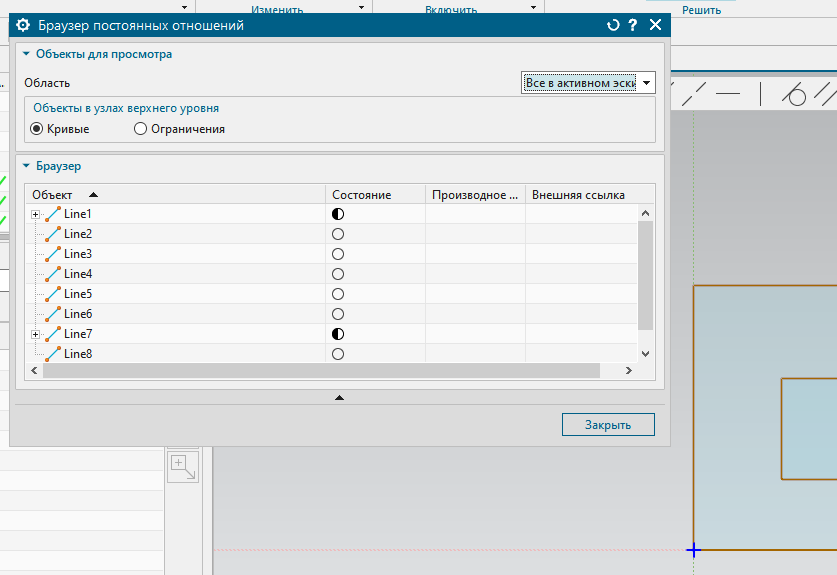 Изменить
Включить
Решить
Браузер постоянных отношений
?
Объекты для просмотра
Область
Все в активном эски
Объекты в узлах верхнего уровня
Кривые
Ограничения
Браузер
Объект Состояние Производное ... Внешняя ссылка
Line1
Line2
Line3
Line4
Line5
Line6
Line7
Line8
Закрыть